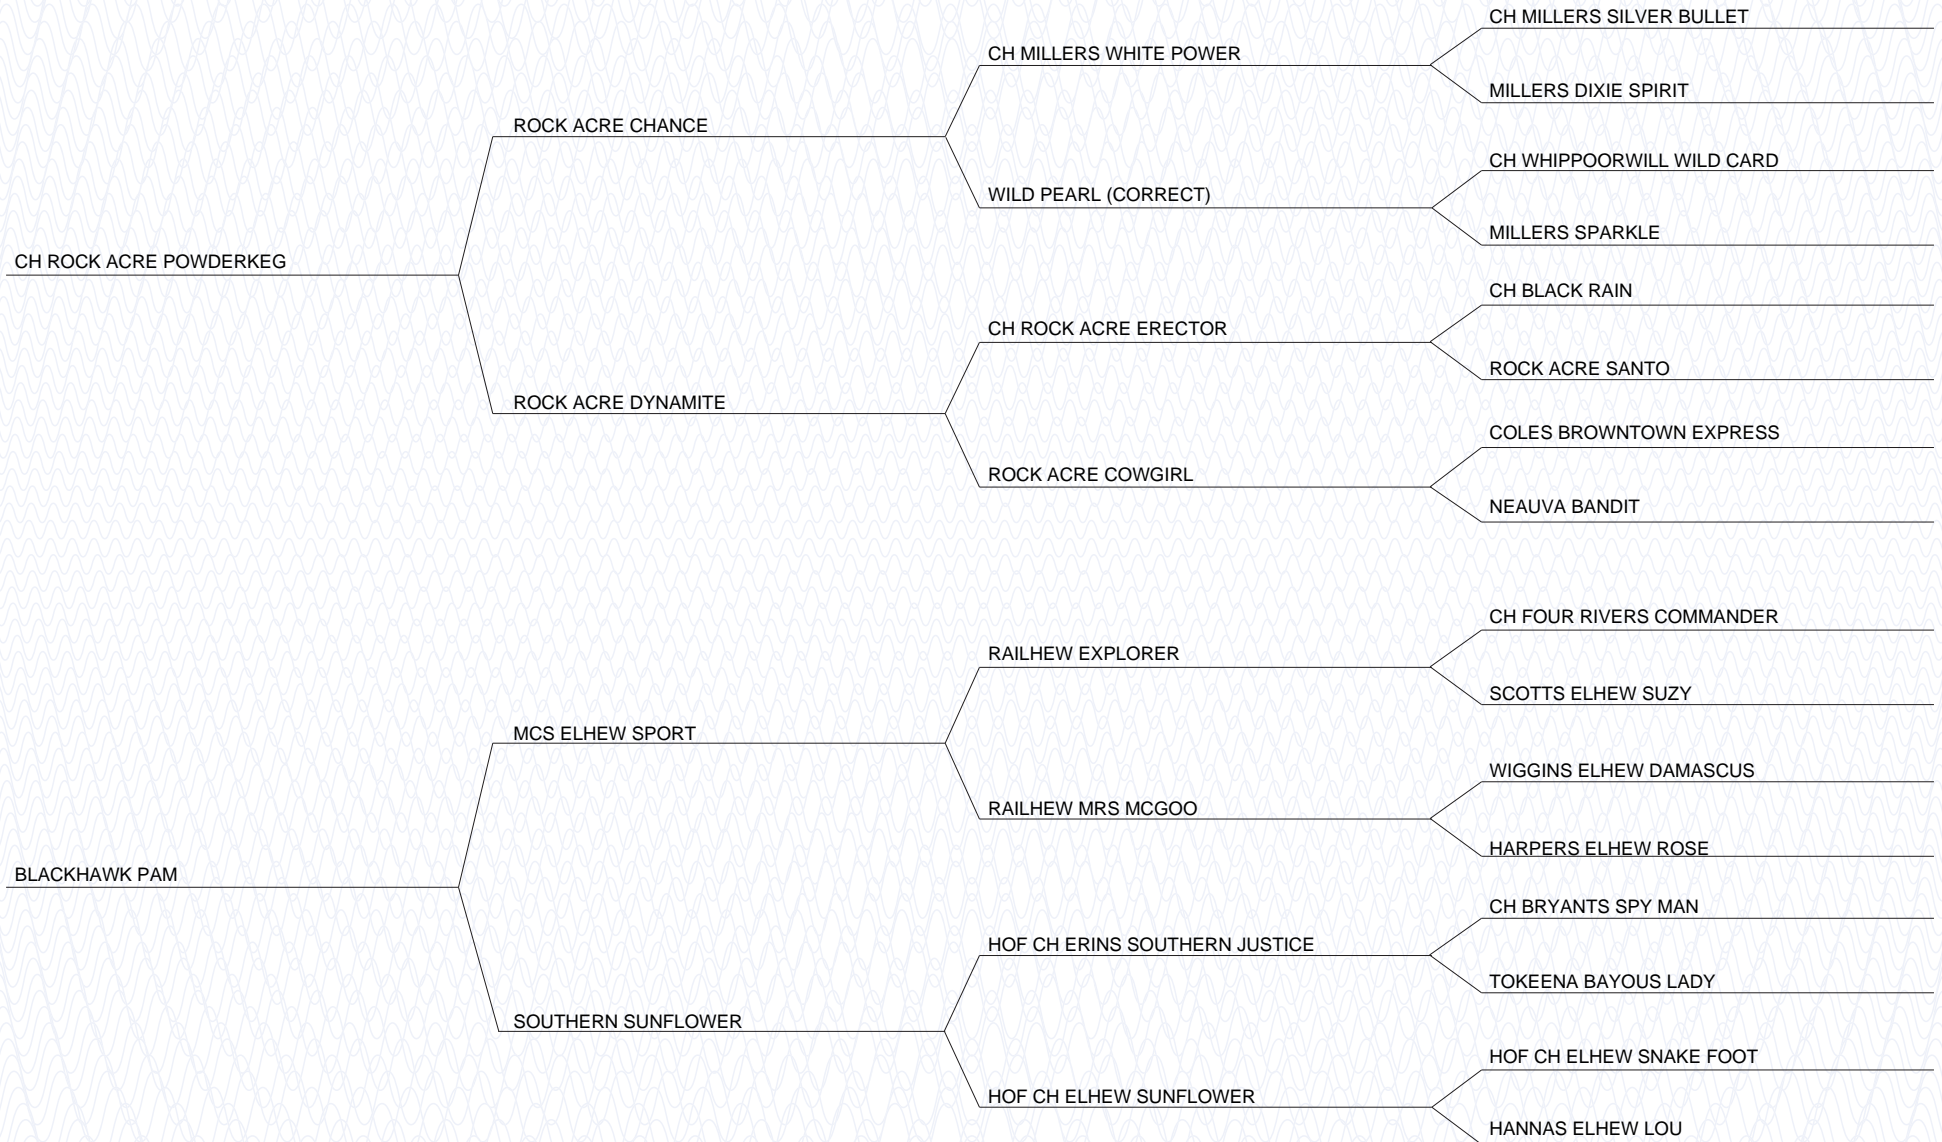 CH MILLERS SILVER BULLET
CH MILLERS WHITE POWER
MILLERS DIXIE SPIRIT
ROCK ACRE CHANCE
CH WHIPPOORWILL WILD CARD
WILD PEARL (CORRECT)
MILLERS SPARKLE
CH ROCK ACRE POWDERKEG
CH BLACK RAIN
CH ROCK ACRE ERECTOR
ROCK ACRE SANTO
ROCK ACRE DYNAMITE
COLES BROWNTOWN EXPRESS
ROCK ACRE COWGIRL
NEAUVA BANDIT
CH FOUR RIVERS COMMANDER
RAILHEW EXPLORER
SCOTTS ELHEW SUZY
MCS ELHEW SPORT
WIGGINS ELHEW DAMASCUS
RAILHEW MRS MCGOO
HARPERS ELHEW ROSE
BLACKHAWK PAM
CH BRYANTS SPY MAN
HOF CH ERINS SOUTHERN JUSTICE
TOKEENA BAYOUS LADY
SOUTHERN SUNFLOWER
HOF CH ELHEW SNAKE FOOT
HOF CH ELHEW SUNFLOWER
HANNAS ELHEW LOU